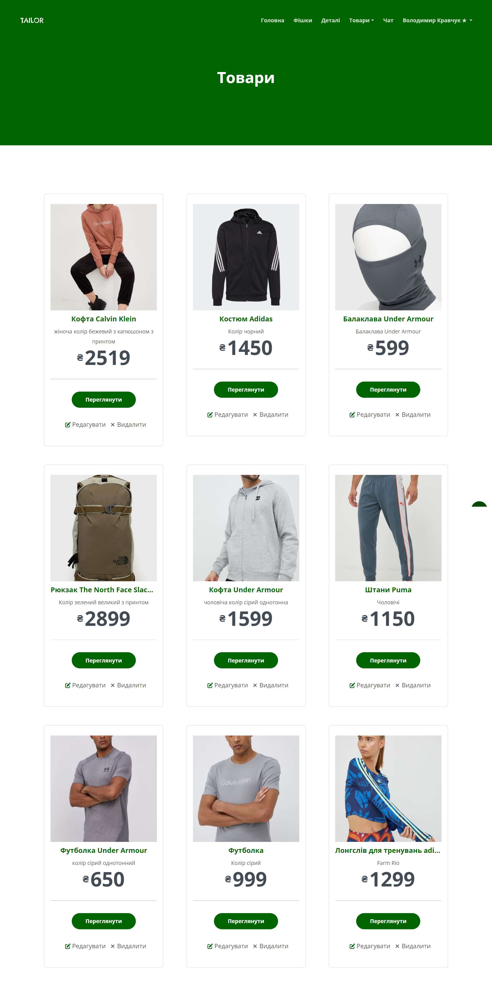 TAILOR
Головна Фішки Деталі Товари Чат Володимир Кравчук ★
Товари
Calvin Klein
Кофта Calvin Klein
жіноча колір бежевий з капюшоном з
принтом
₴2519
Переглянути
Редагувати × Видалити
Костюм Adidas
Колір чорний
₴1450
Переглянути
Редагувати × Видалити
Балаклава Under Armour
Балаклава Under Armour
₴599
Переглянути
Редагувати × Видалити
THE
NORTH
FACE
Рюкзак The North Face Slac...
Колір зелений великий з принтом
₴2899
Переглянути
Редагувати × Видалити
Кофта Under Armour
чоловіча колір сірий однотонна
₴1599
Переглянути
Редагувати × Видалити
Штани Puma
Чоловічі
₴1150
Переглянути
Редагувати × Видалити
Футболка Under Armour
колір сірий однотонний
₴650
Переглянути
Редагувати × Видалити
Calvin Klein
Футболка
Колір сірий
₴999
Переглянути
Редагувати × Видалити
Лонгслів для тренувань adi...
Farm Rio
₴1299
Переглянути
Редагувати × Видалити